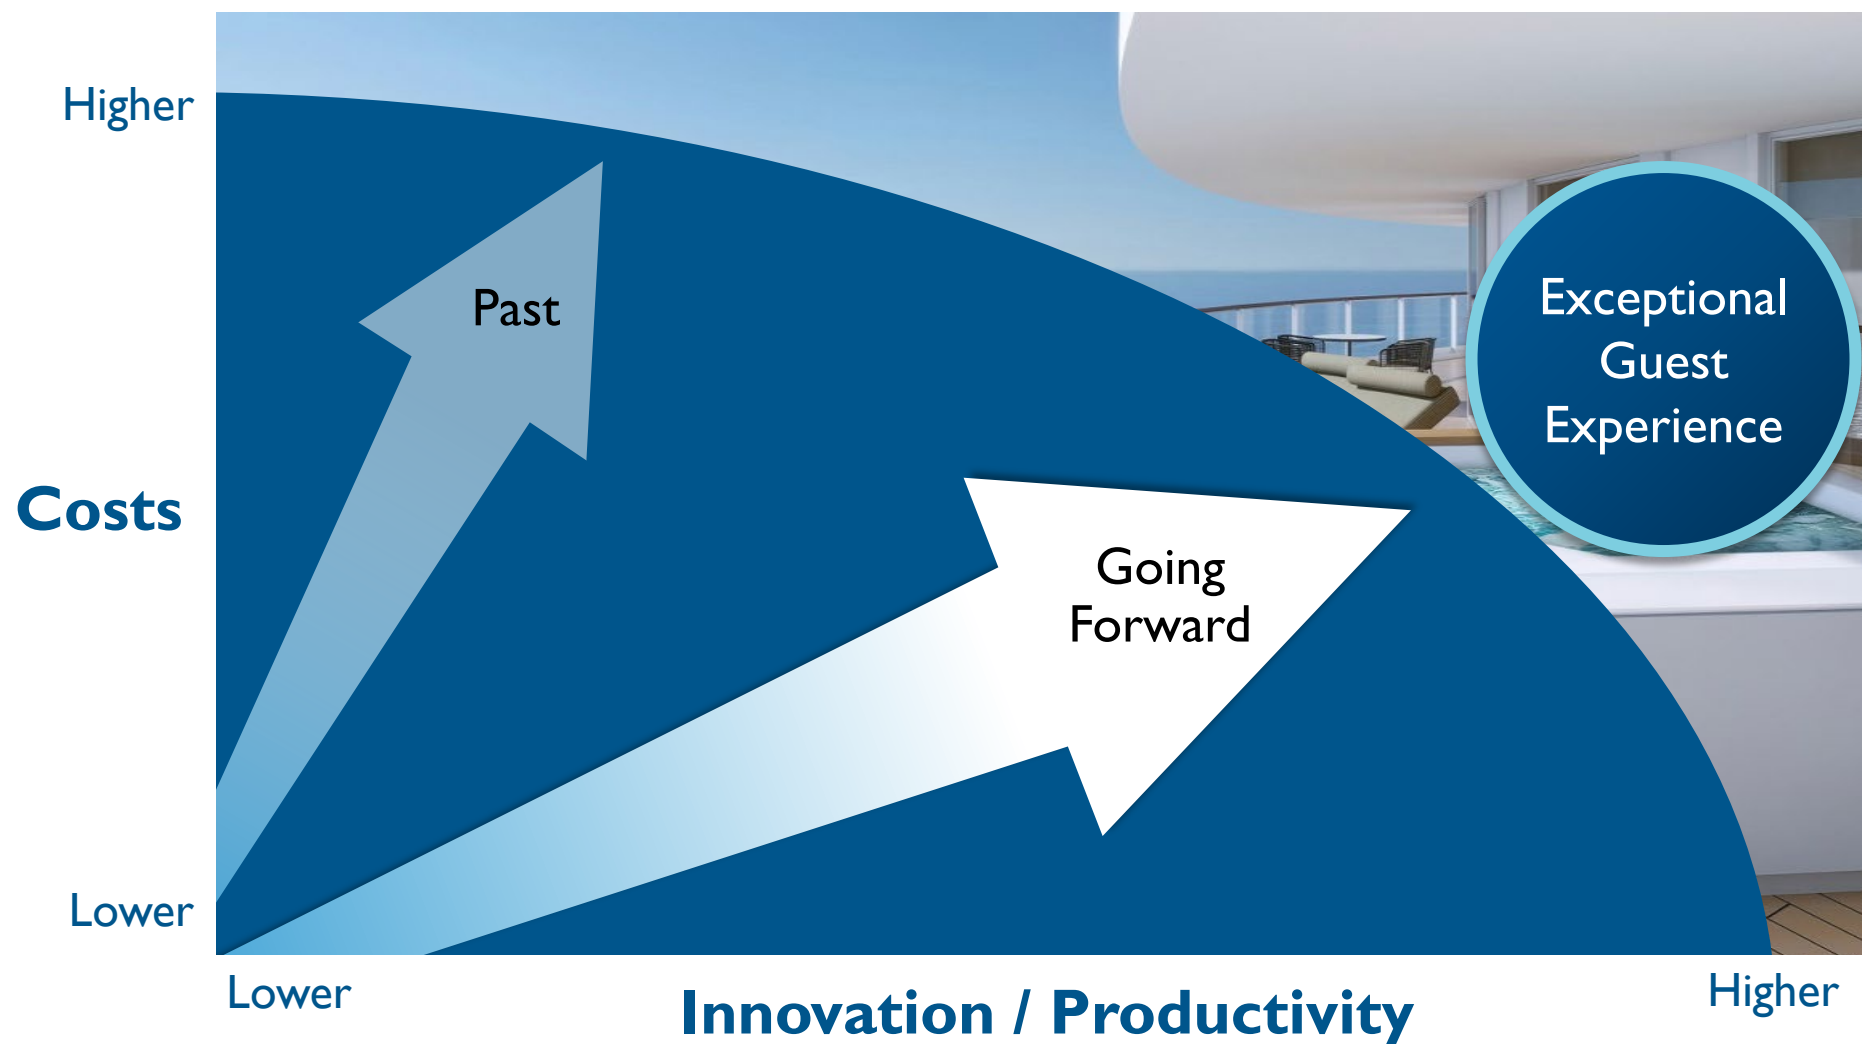 Higher
Past
Exceptional
Guest
Experience
Costs
Going
Forward
Lower
Lower
Higher
Innovation / Productivity